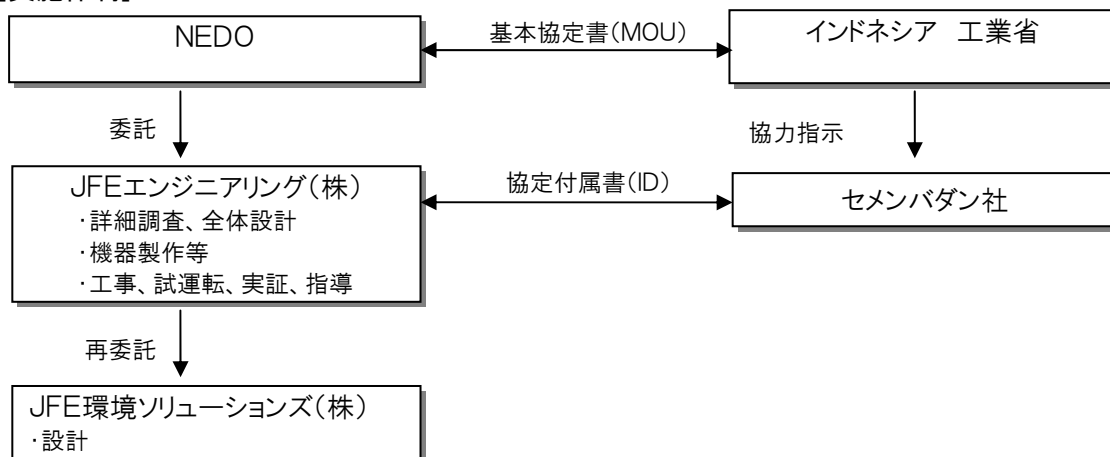 NEDO
基本協定書(MOU)
インドネシア 工業省
委託
協力指示
JFEエンジニアリング(株)
・詳細調査、全体設計
・機器製作等
・工事、試運転、実証、指導
協定付属書(ID)
セメンバダン社
再委託
JFE環境ソリューションズ(株)
・設計